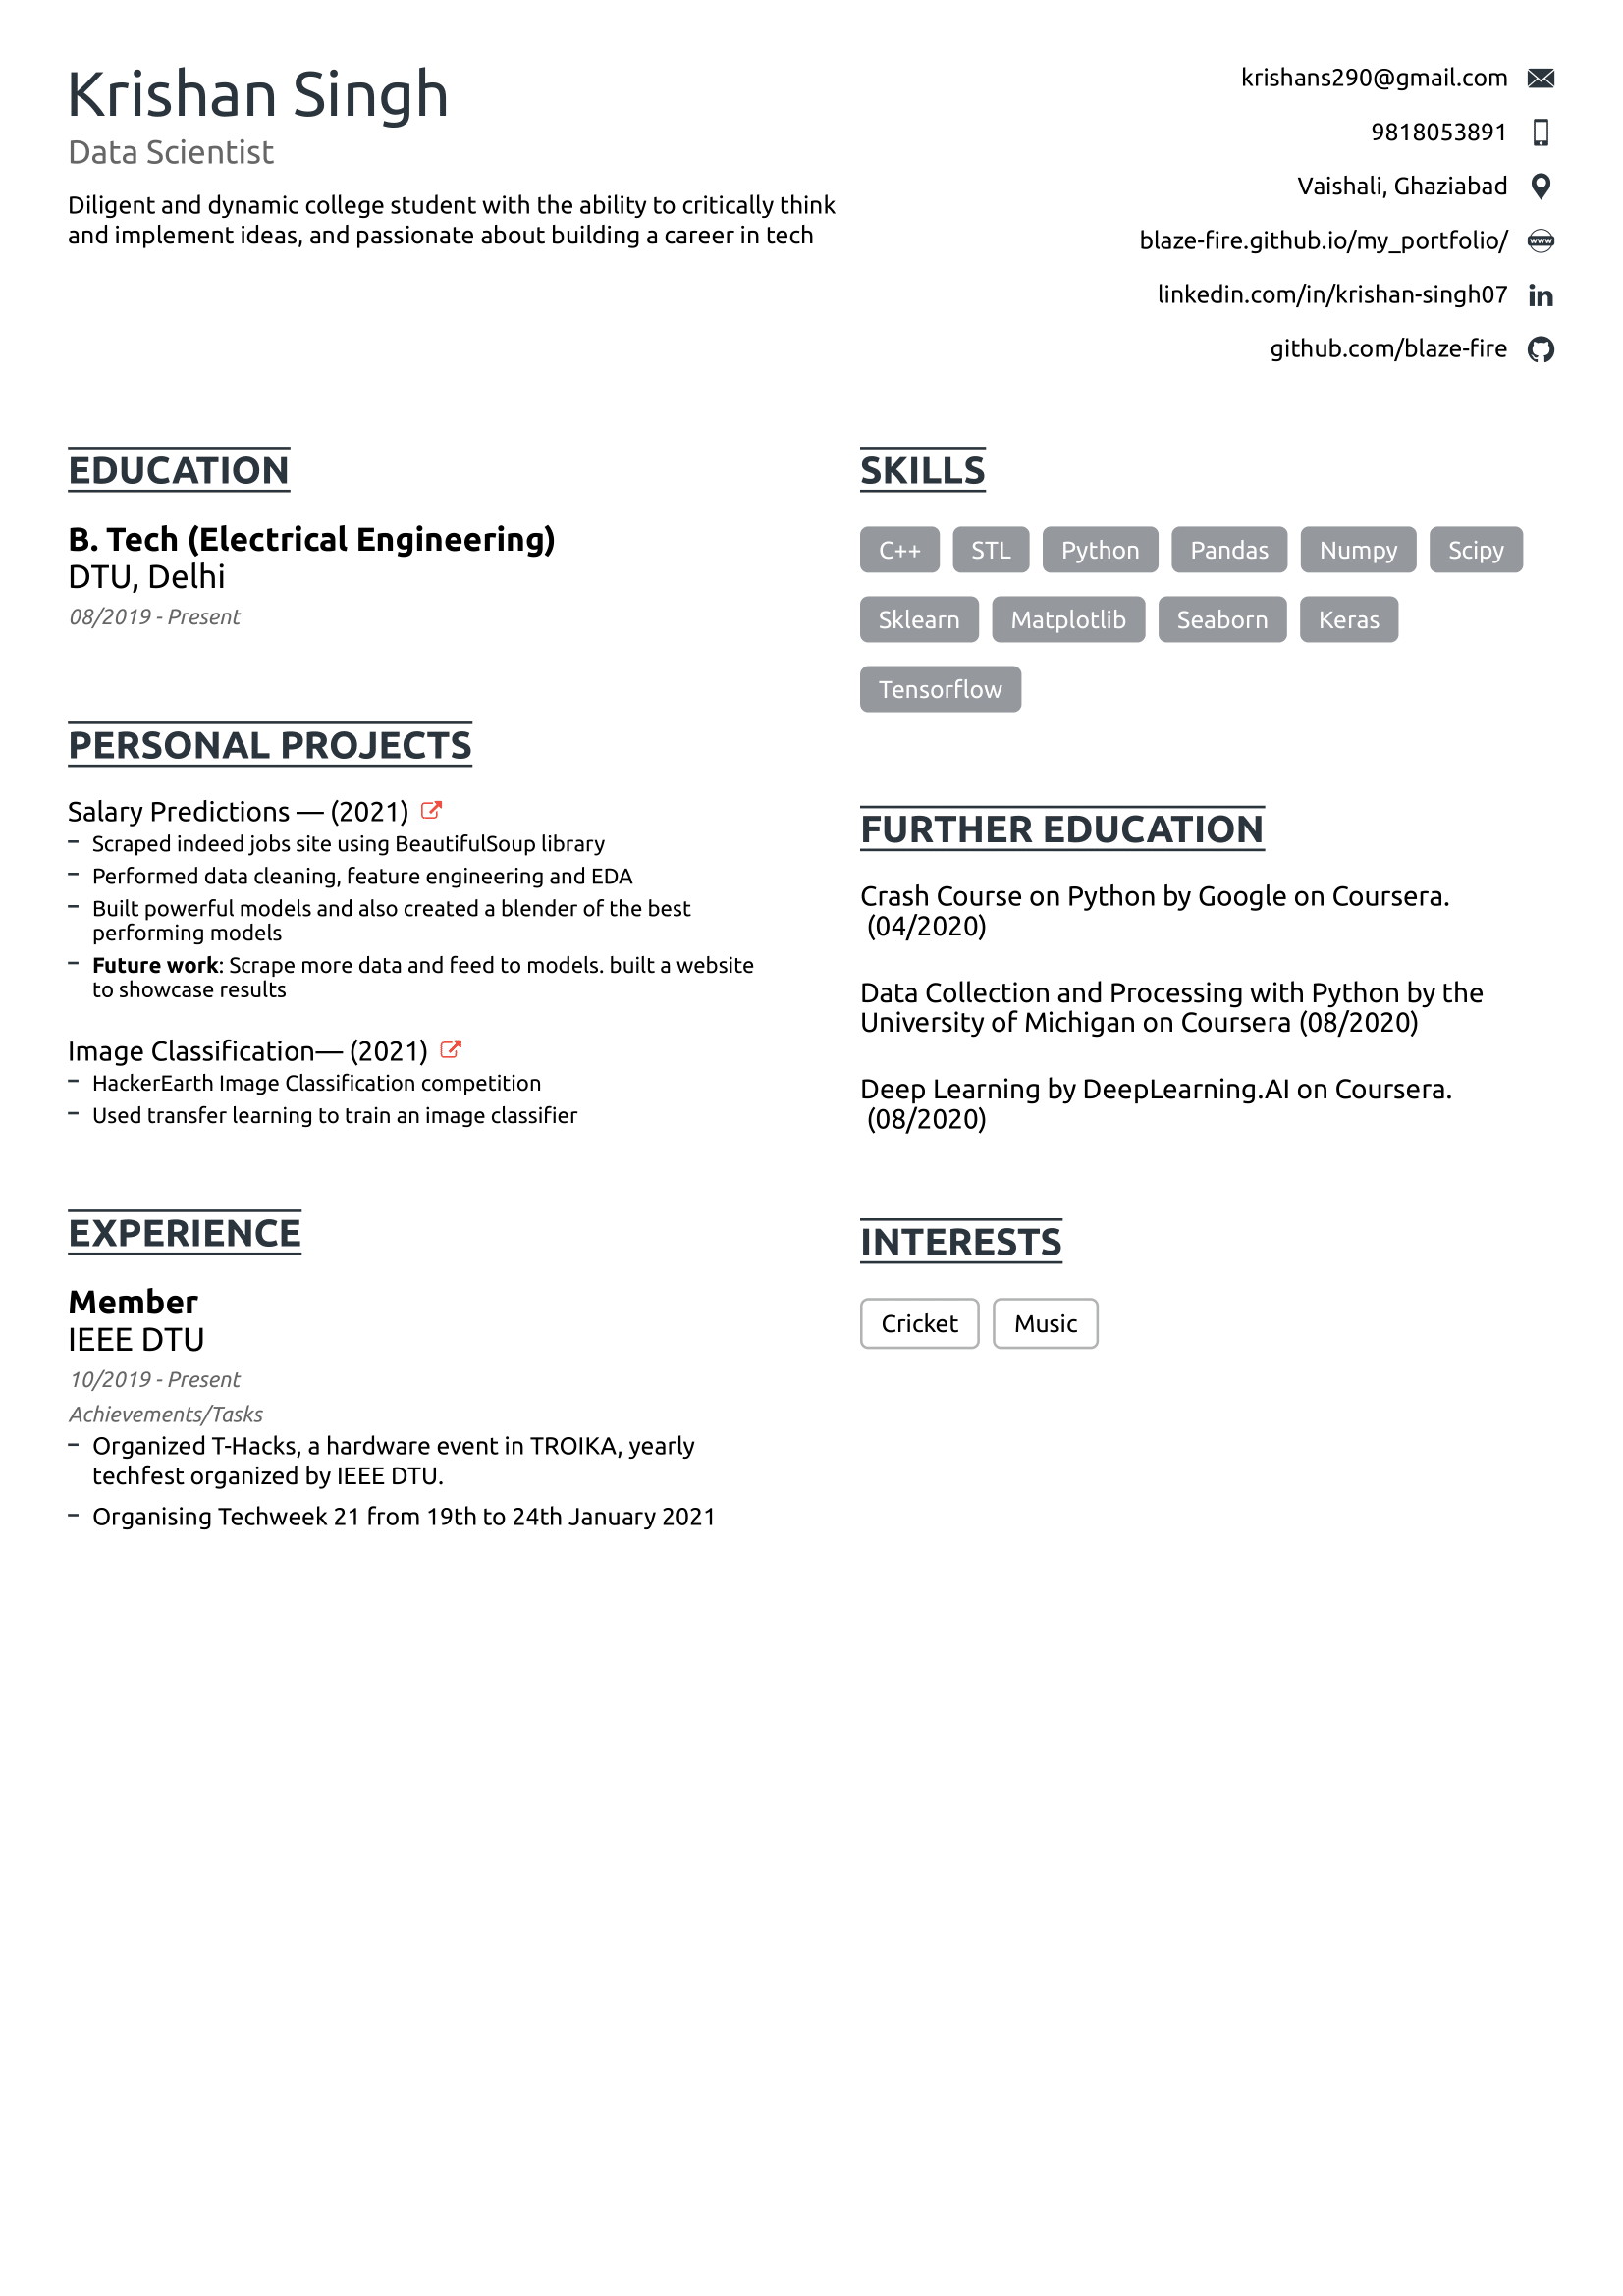 Krishan Singh
Data Scientist
Diligent and dynamic college student with the ability to critically think
and implement ideas, and passionate about building a career in tech
krishans290@gmail.com
9818053891
Vaishali, Ghaziabad
blaze-fire.github.io/my_portfolio/
www
linkedin.com/in/krishan-singh07
in
github.com/blaze-fire
EDUCATION
B. Tech (Electrical Engineering)
DTU, Delhi
08/2019 - Present
PERSONAL PROJECTS
Salary Predictions — (2021)
– Scraped indeed jobs site using BeautifulSoup library
– Performed data cleaning, feature engineering and EDA
– Built powerful models and also created a blender of the best
performing models
– Future work: Scrape more data and feed to models. built a website
to showcase results
Image Classification— (2021)
– HackerEarth Image Classification competition
– Used transfer learning to train an image classifier
EXPERIENCE
Member
IEEE DTU
10/2019 - Present
Achievements/Tasks
– Organized T-Hacks, a hardware event in TROIKA, yearly
techfest organized by IEEE DTU.
– Organising Techweek 21 from 19th to 24th January 2021
SKILLS
C++ STL Python Pandas Numpy Scipy
Sklearn Matplotlib Seaborn Keras
Tensorflow
FURTHER EDUCATION
Crash Course on Python by Google on Coursera.
(04/2020)
Data Collection and Processing with Python by the
University of Michigan on Coursera (08/2020)
Deep Learning by DeepLearning.AI on Coursera.
(08/2020)
INTERESTS
Cricket Music